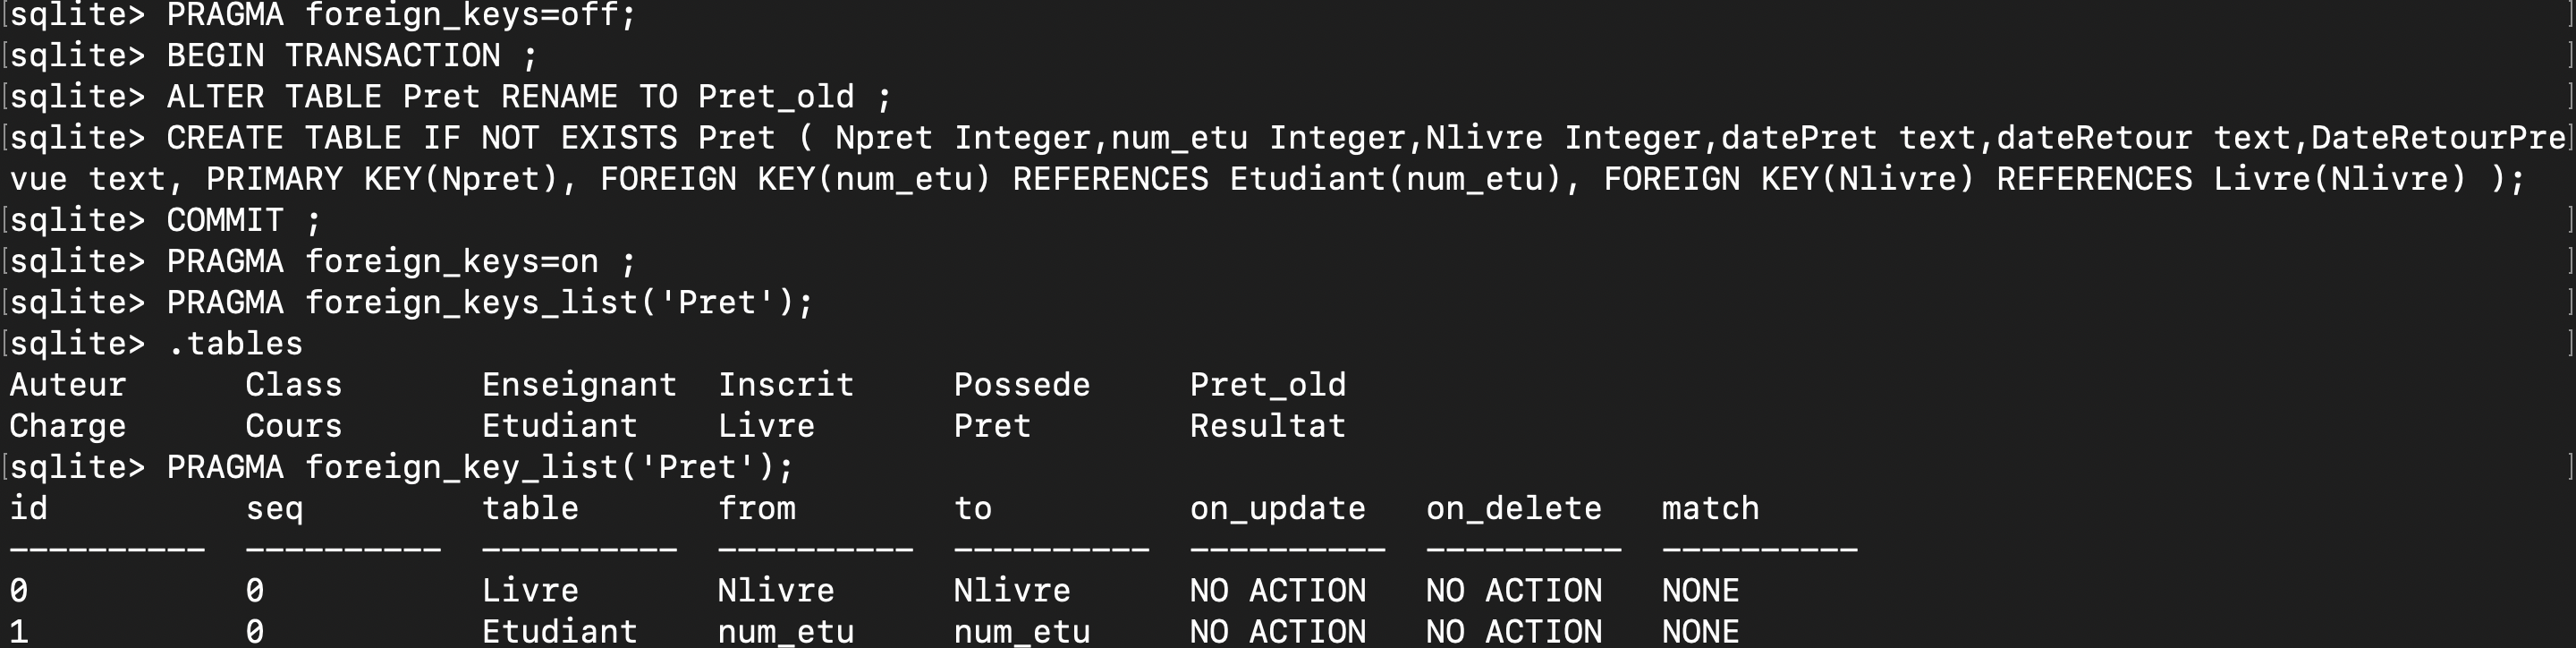 [sqlite> PRAGMA foreign_keys=off; ]
[sqlite> BEGIN TRANSACTION ; ]
[sqlite> ALTER TABLE Pret RENAME TO Pret_old ; ]
[sqlite> CREATE TABLE IF NOT EXISTS Pret ( Npret Integer,num_etu Integer,Nlivre Integer,datePret text,dateRetour text,DateRetourPre]
vue text, PRIMARY KEY(Npret), FOREIGN KEY(num_etu) REFERENCES Etudiant(num_etu), FOREIGN KEY(Nlivre) REFERENCES Livre(Nlivre) );
[sqlite> COMMIT ; ]
[sqlite> PRAGMA foreign_keys=on ; ]
[sqlite> PRAGMA foreign_keys_list('Pret'); ]
[sqlite> .tables ]
Auteur      Class       Enseignant  Inscrit     Possede     Pret_old
Charge      Cours       Etudiant    Livre       Pret        Resultat
[sqlite> PRAGMA foreign_key_list('Pret'); ]
id          seq         table       from        to          on_update   on_delete   match
----------  ----------  ----------  ----------  ----------  ----------  ----------  ----------
0           0           Livre       Nlivre      Nlivre      NO ACTION   NO ACTION   NONE
1           0           Etudiant    num_etu     num_etu     NO ACTION   NO ACTION   NONE